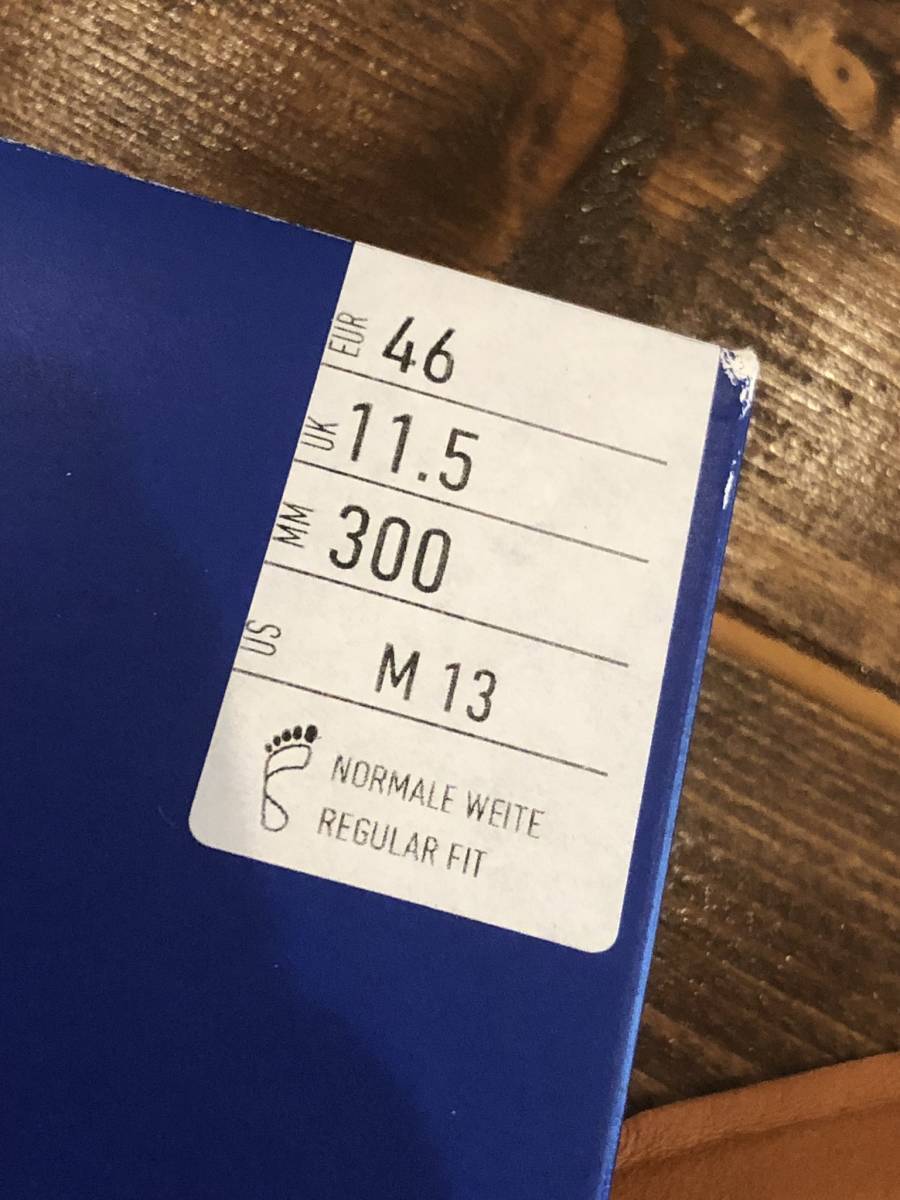 EUR 46
UK 11.5
MM 300
US M 13
NORMALE WEITE
REGULAR FIT